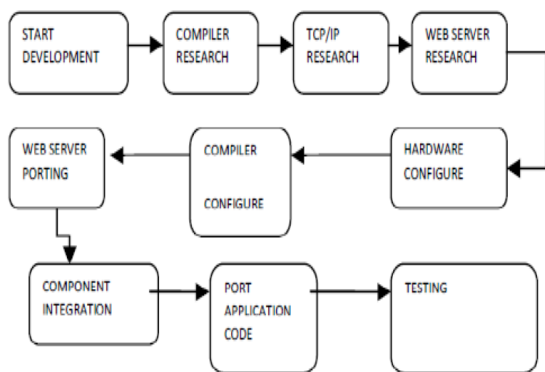 START
DEVELOPMENT
COMPILER
RESEARCH
TCP/IP
RESEARCH
WEB SERVER
RESEARCH
WEB SERVER
PORTING
COMPILER
CONFIGURE
HARDWARE
CONFIGURE
COMPONENT
INTEGRATION
PORT
APPLICATION
CODE
TESTING